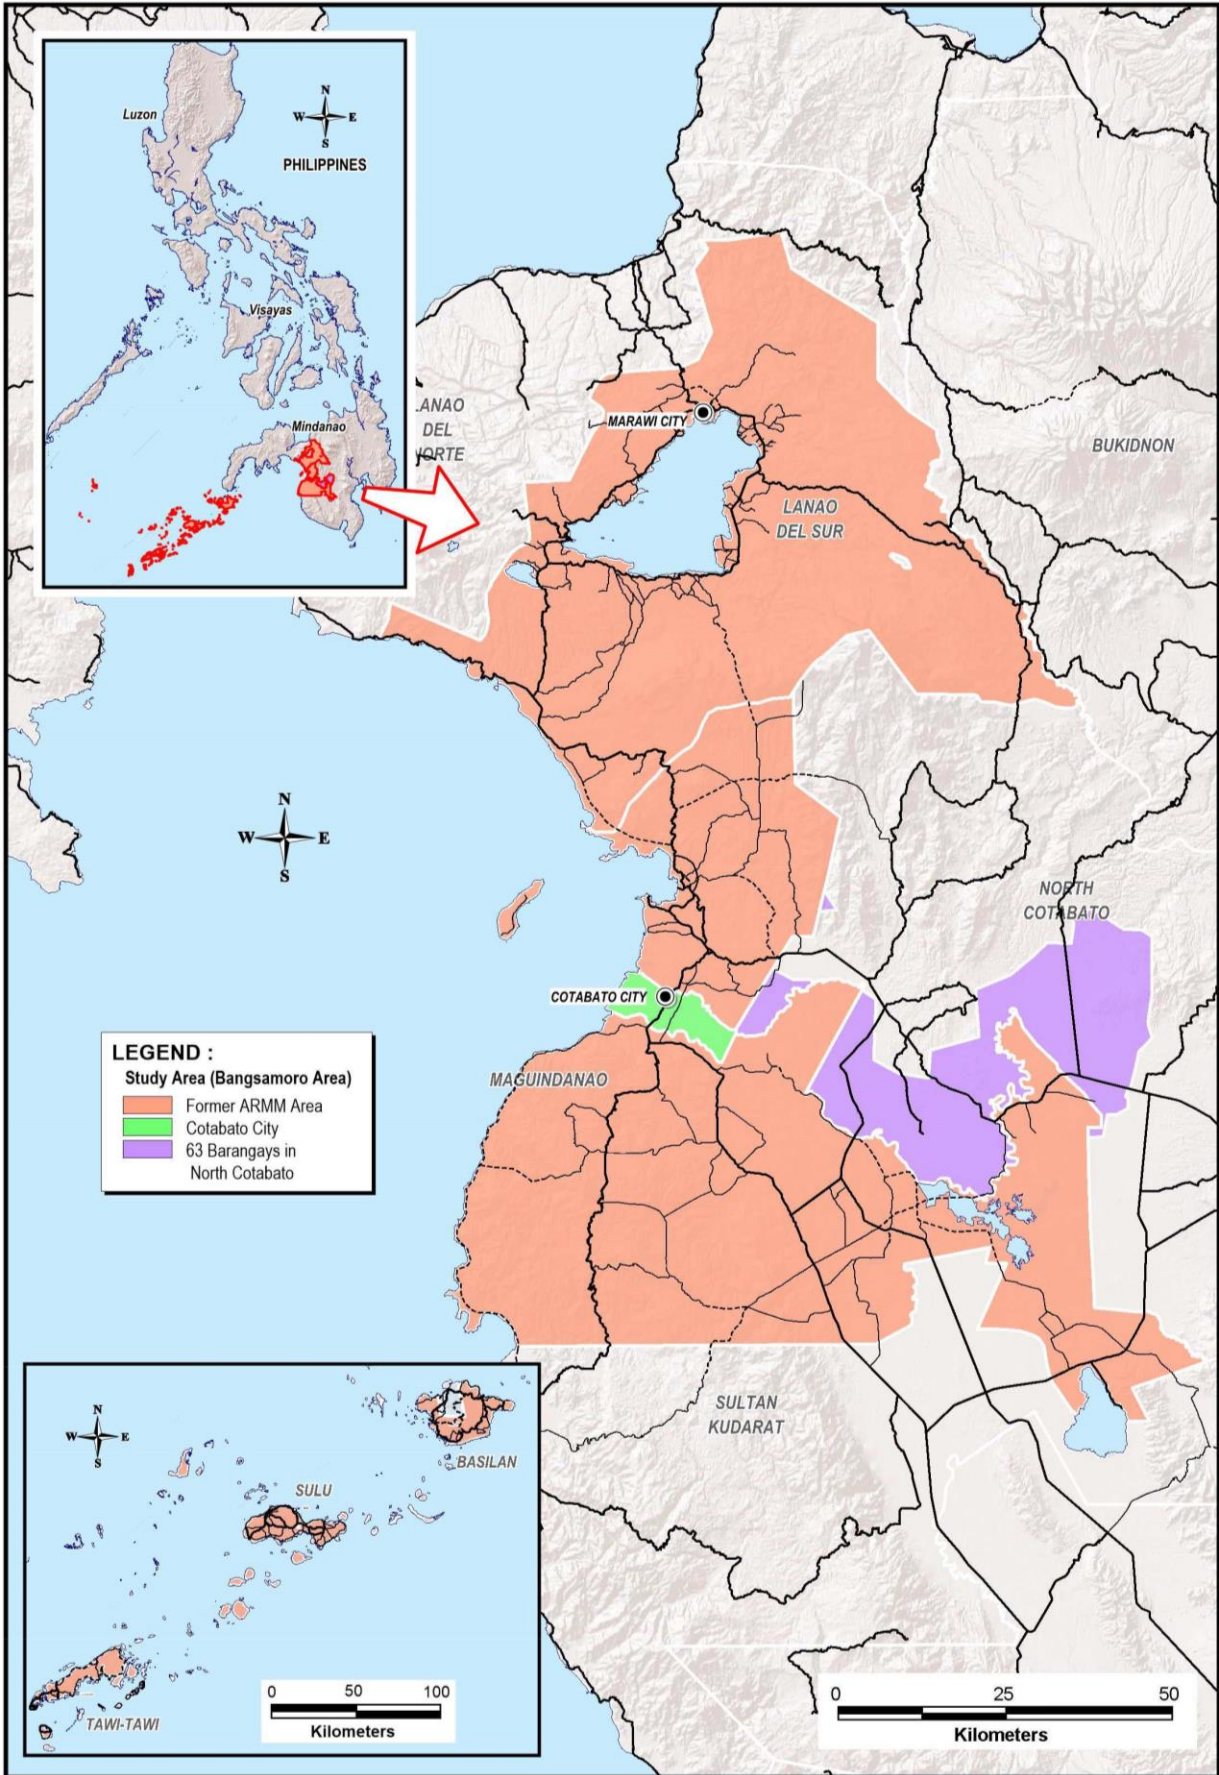 N
W E
S
PHILIPPINES
Luzon
Visayas
Mindanao
LANAO
DEL
NORTE
MARAWI CITY
BUKIDNON
LANAO
DEL SUR
N
W E
S
NORTH
COTABATO
COTABATO CITY
MAGUINDANAO
LEGEND :
Study Area (Bangsamoro Area)
Former ARMM Area
Cotabato City
63 Barangays in
North Cotabato
SULTAN
KUDARAT
N
W E
S
BASILAN
SULU
TAWI-TAWI
0 50 100
Kilometers
0 25 50
Kilometers